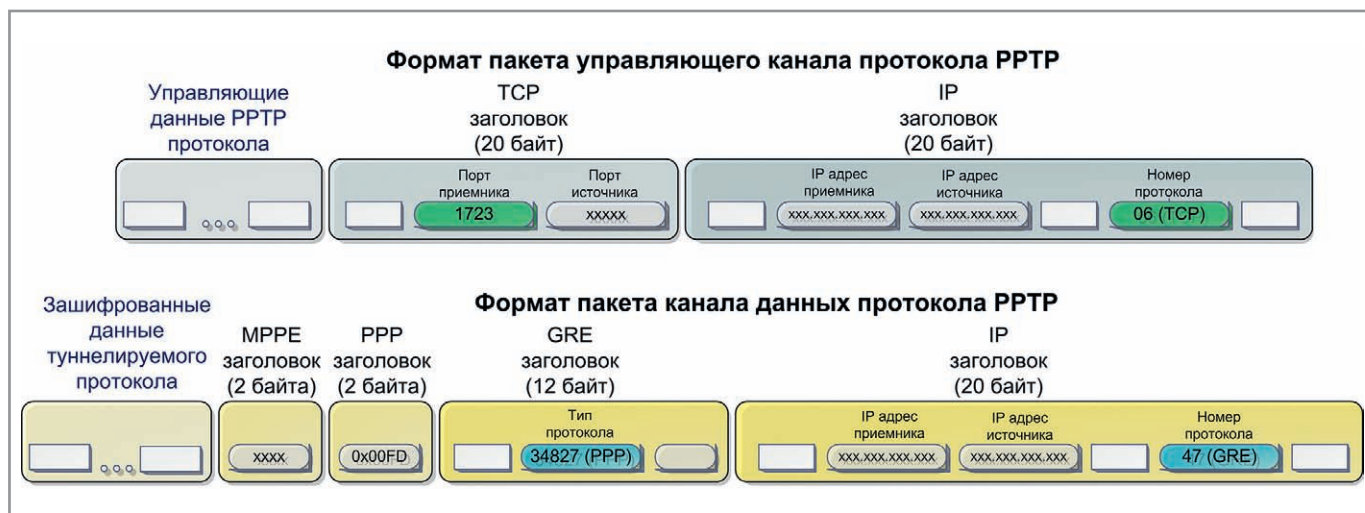 Формат пакета управляющего канала протокола PPTP
Управляющие
данные PPTP
протокола
TCP
заголовок
(20 байт)
IP
заголовок
(20 байт)
Порт
приемника
1723
Порт
источника
xxxxx
IP адрес
приемника
xxx.xxx.xxx.xxx
IP адрес
источника
xxx.xxx.xxx.xxx
Номер
протокола
06 (TCP)
Формат пакета канала данных протокола PPTP
Зашифрованные
данные
туннелируемого
протокола
MPPE
заголовок
(2 байта)
PPP
заголовок
(2 байта)
GRE
заголовок
(12 байт)
IP
заголовок
(20 байт)
xxxx
0x00FD
Тип
протокола
34827 (PPP)
IP адрес
приемника
xxx.xxx.xxx.xxx
IP адрес
источника
xxx.xxx.xxx.xxx
Номер
протокола
47 (GRE)